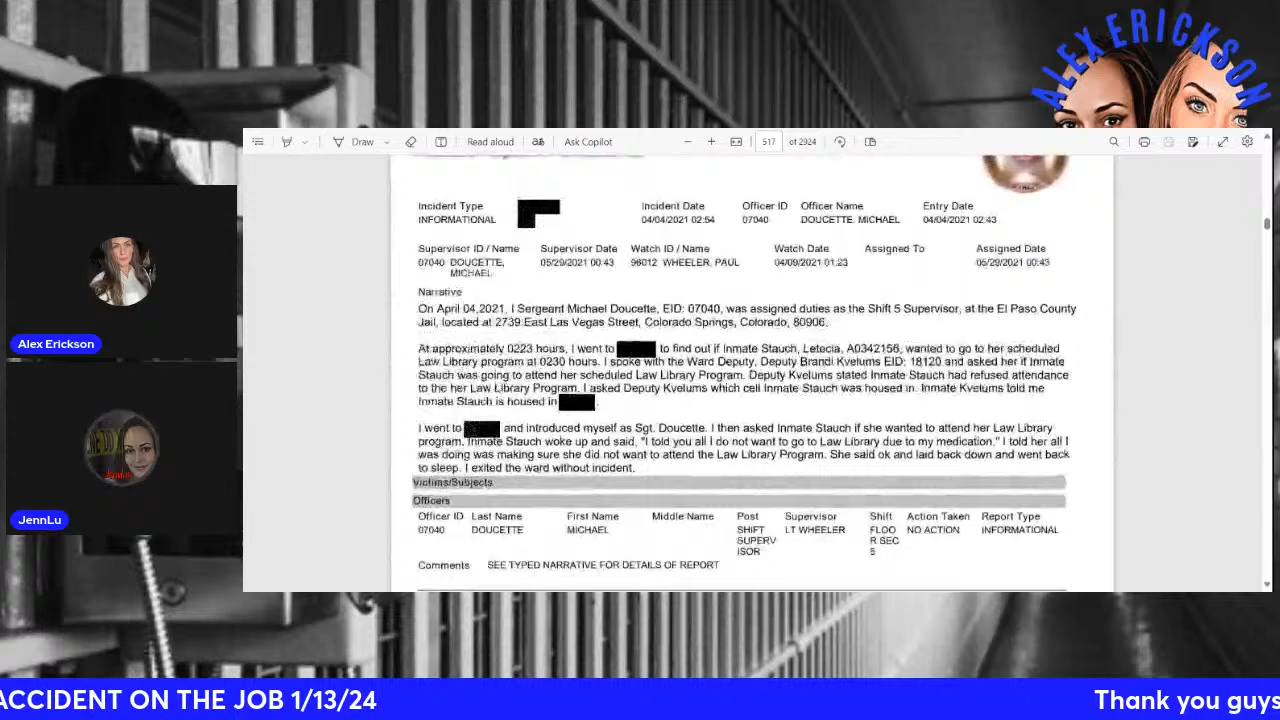 ALEX ERICKSON
Draw
Read aloud
aあ
Ask Copilot
517 of 2924
Incident Type Incident Date Officer ID Officer Name Entry Date
INFORMATIONAL 04/04/2021 02:54 07040 DOUCETTE, MICHAEL 04/04/2021 02:43
Supervisor ID / Name Supervisor Date Watch ID / Name Watch Date Assigned To Assigned Date
07040 DOUCETTE, 05/29/2021 00:43 96012 WHEELER, PAUL 04/09/2021 01:23 05/29/2021 00:43
MICHAEL
Narrative
On April 04,2021, I Sergeant Michael Doucette, EID: 07040, was assigned duties as the Shift 5 Supervisor, at the El Paso County
Jail, located at 2739 East Las Vegas Street, Colorado Springs, Colorado, 80906.
At approximately 0223 hours, I went to to find out if Inmate Stauch, Letecia, A0342156, wanted to go to her scheduled
Law Library program at 0230 hours. I spoke with the Ward Deputy, Deputy Brandi Kvelums EID: 18120 and asked her if Inmate
Stauch was going to attend her scheduled Law Library Program. Deputy Kvelums stated Inmate Stauch had refused attendance
to the her Law Library Program. I asked Deputy Kvelums which cell Inmate Stauch was housed in. Inmate Kvelums told me
Inmate Stauch is housed in .
I went to and introduced myself as Sgt. Doucette. I then asked Inmate Stauch if she wanted to attend her Law Library
program. Inmate Stauch woke up and said, "I told you all I do not want to go to Law Library due to my medication." I told her all I
was doing was making sure she did not want to attend the Law Library Program. She said ok and laid back down and went back
to sleep. I exited the ward without incident.
Victims/Subjects
Officers
Officer ID Last Name First Name Middle Name Post Supervisor Shift Action Taken Report Type
07040 DOUCETTE MICHAEL SHIFT LT WHEELER FLOO NO ACTION INFORMATIONAL
SUPERV R SEC
ISOR 5
Comments SEE TYPED NARRATIVE FOR DETAILS OF REPORT
Alex Erickson
JennLu
ACCIDENT ON THE JOB 1/13/24
Thank you guys